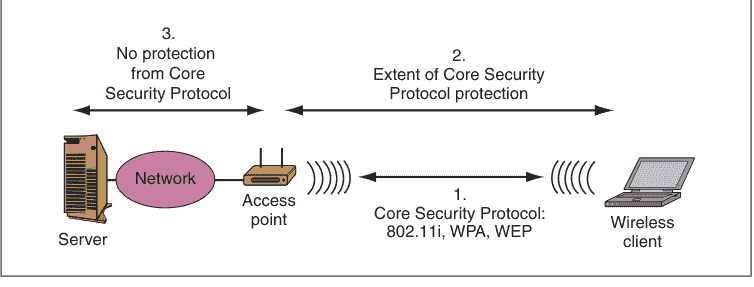 3.
No protection
from Core
Security Protocol
2.
Extent of Core Security
Protocol protection
Network
Server
Access
point
1.
Core Security Protocol:
802.11i, WPA, WEP
Wireless
client